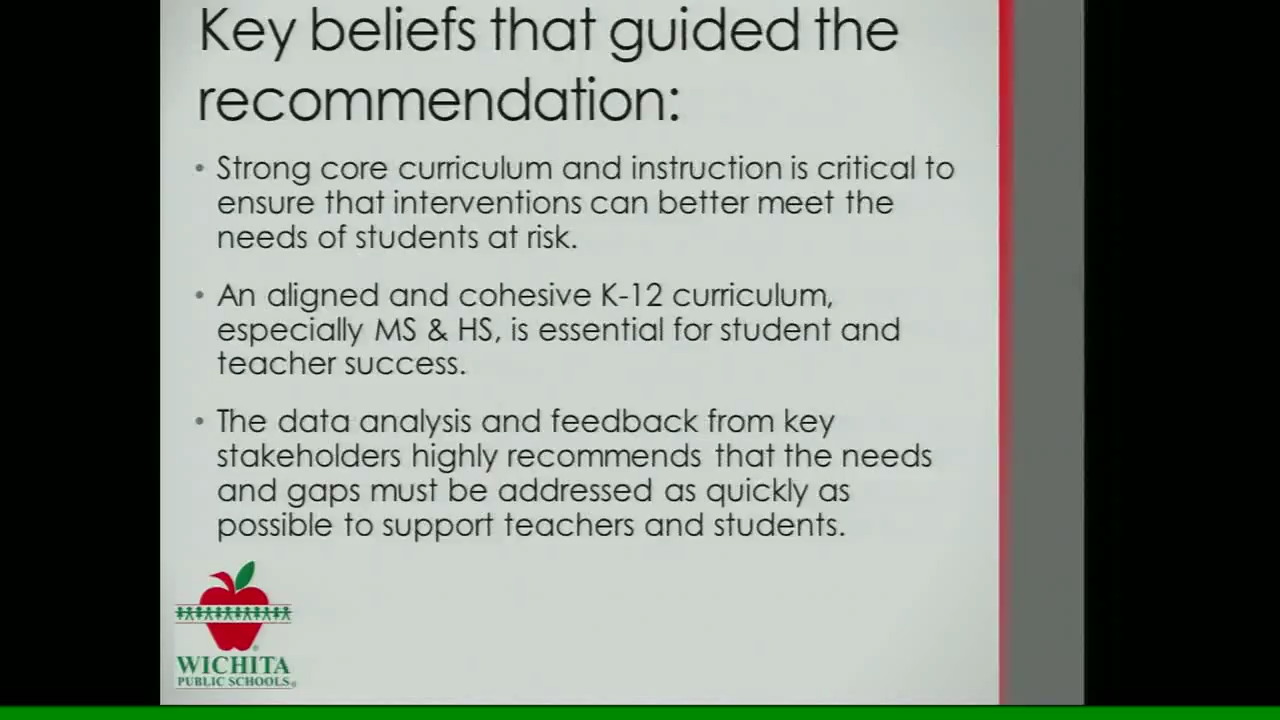 Key beliefs that guided the
recommendation:
• Strong core curriculum and instruction is critical to
ensure that interventions can better meet the
needs of students at risk.
• An aligned and cohesive K-12 curriculum,
especially MS & HS, is essential for student and
teacher success.
• The data analysis and feedback from key
stakeholders highly recommends that the needs
and gaps must be addressed as quickly as
possible to support teachers and students.
WICHITA
PUBLIC SCHOOLS®